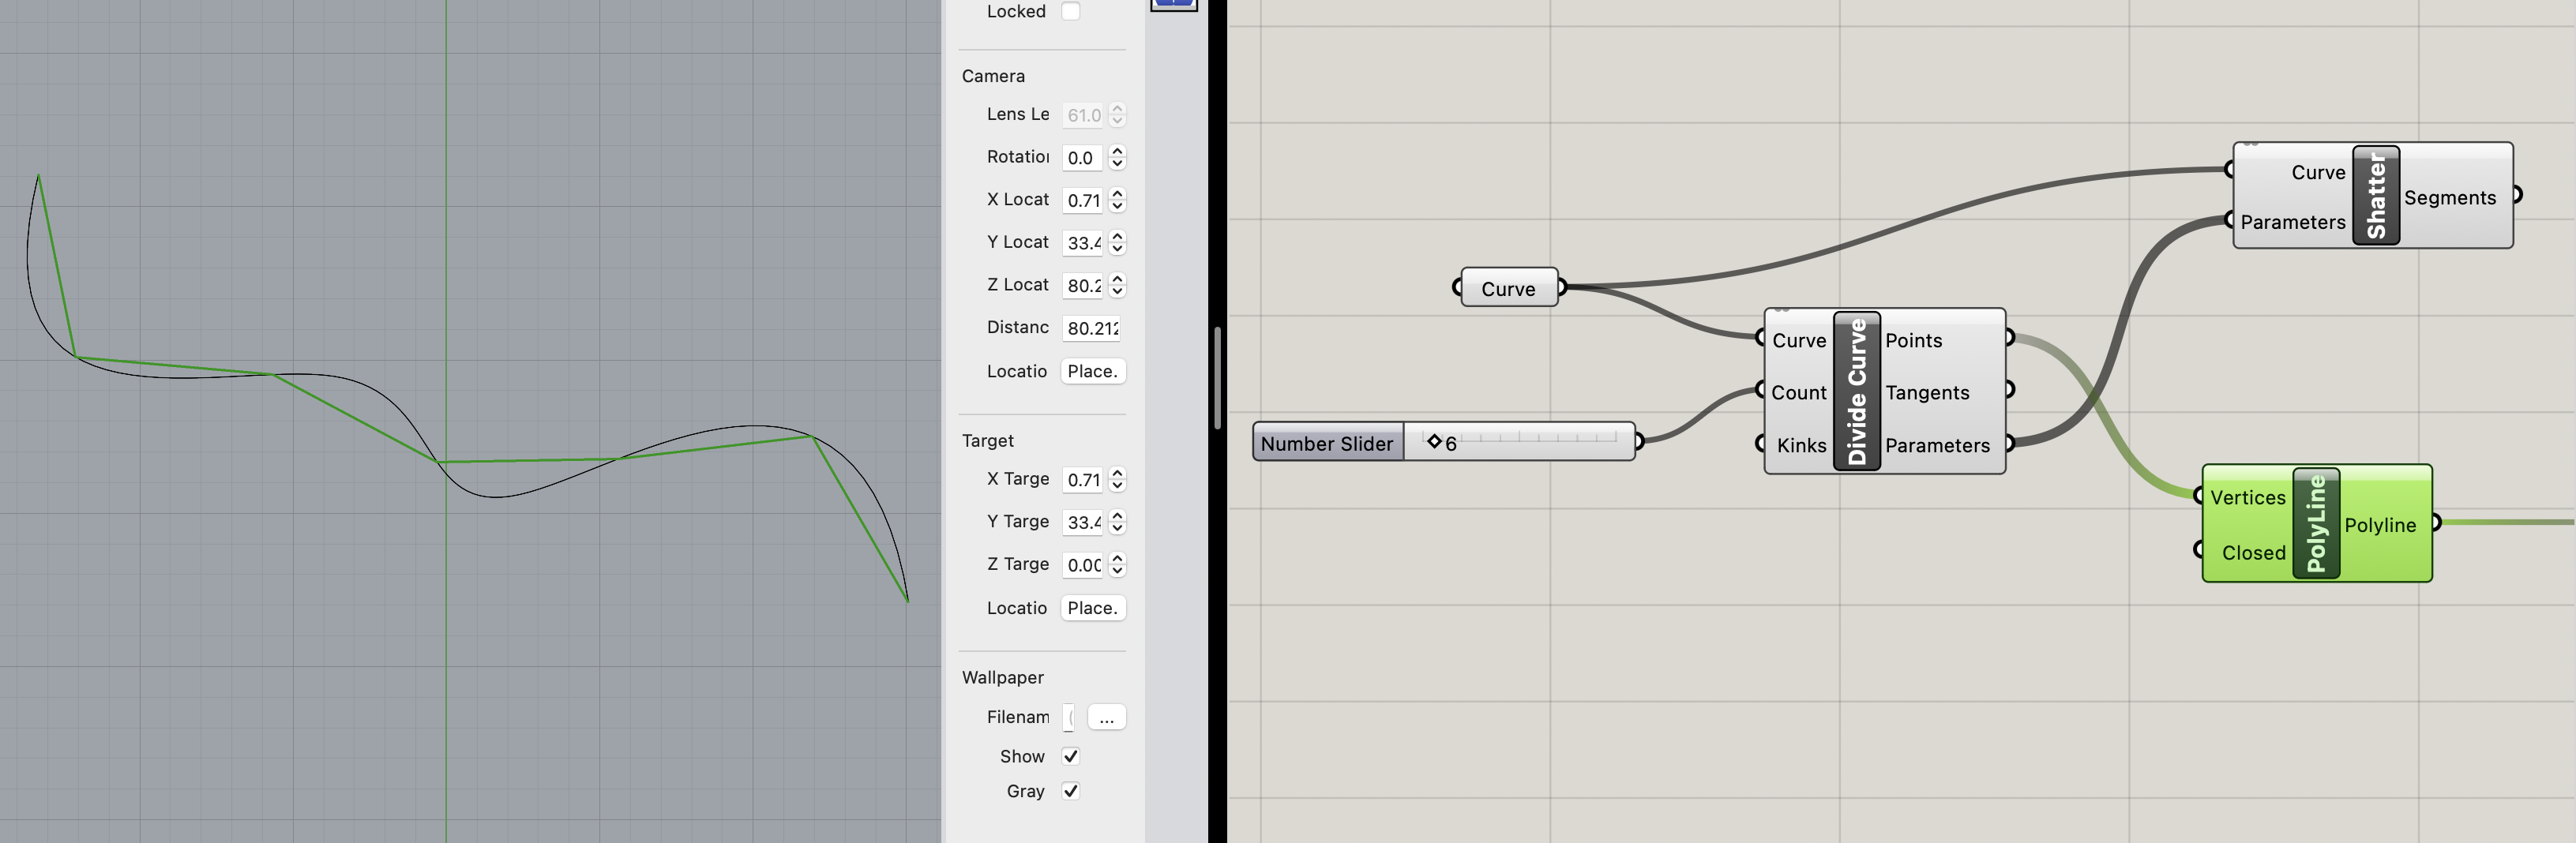 Locked
Camera
Lens Le 61.0
Rotation 0.0
X Locat 0.71
Y Locat 33.4
Z Locat 80.2
Distanc 80.212
Locatio Place.
Target
X Targe 0.71
Y Targe 33.4
Z Targe 0.00
Locatio Place.
Wallpaper
Filenam ( ...
Show
Gray
Curve
Number Slider 6
Curve
Count
Kinks
Divide Curve
Points
Tangents
Parameters
Curve
Parameters
Shatter
Segments
Vertices
Closed
PolyLine
Polyline